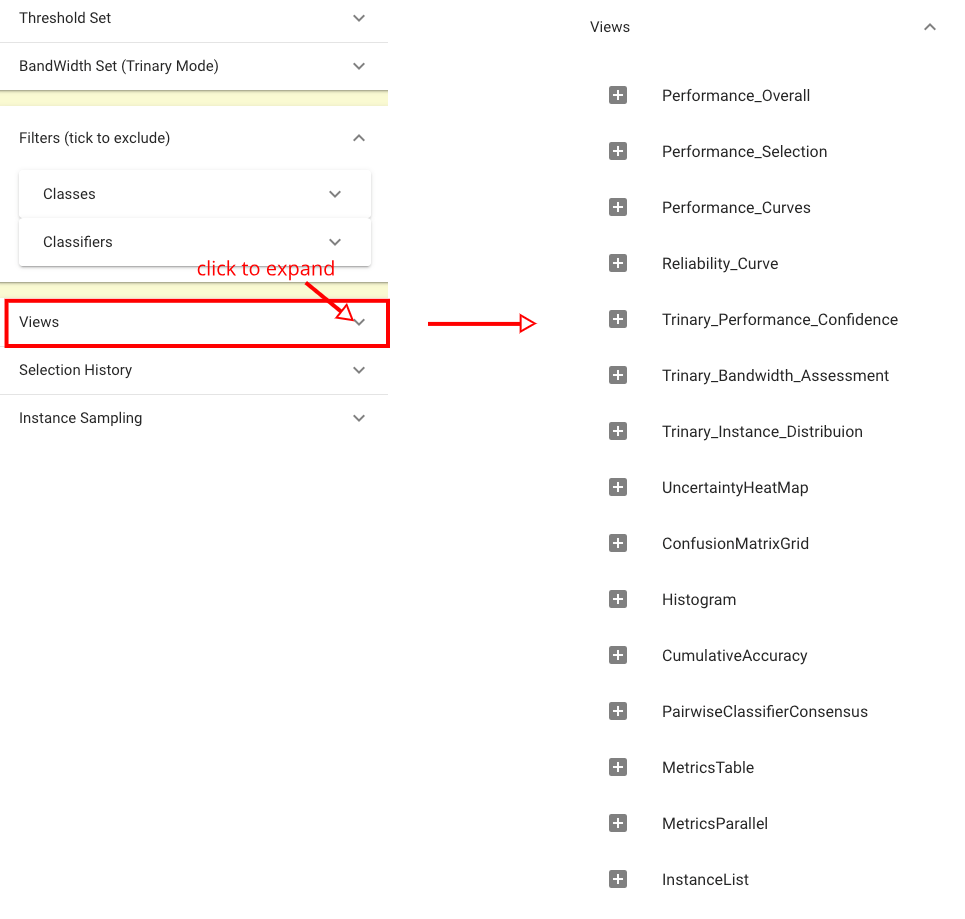 Threshold Set
BandWidth Set (Trinary Mode)
Filters (tick to exclude)
Classes
Classifiers
click to expand
Views
Selection History
Instance Sampling
Views
Performance_Overall
Performance_Selection
Performance_Curves
Reliability_Curve
Trinary_Performance_Confidence
Trinary_Bandwidth_Assessment
Trinary_Instance_Distribuion
UncertaintyHeatMap
ConfusionMatrixGrid
Histogram
CumulativeAccuracy
PairwiseClassifierConsensus
MetricsTable
MetricsParallel
InstanceList